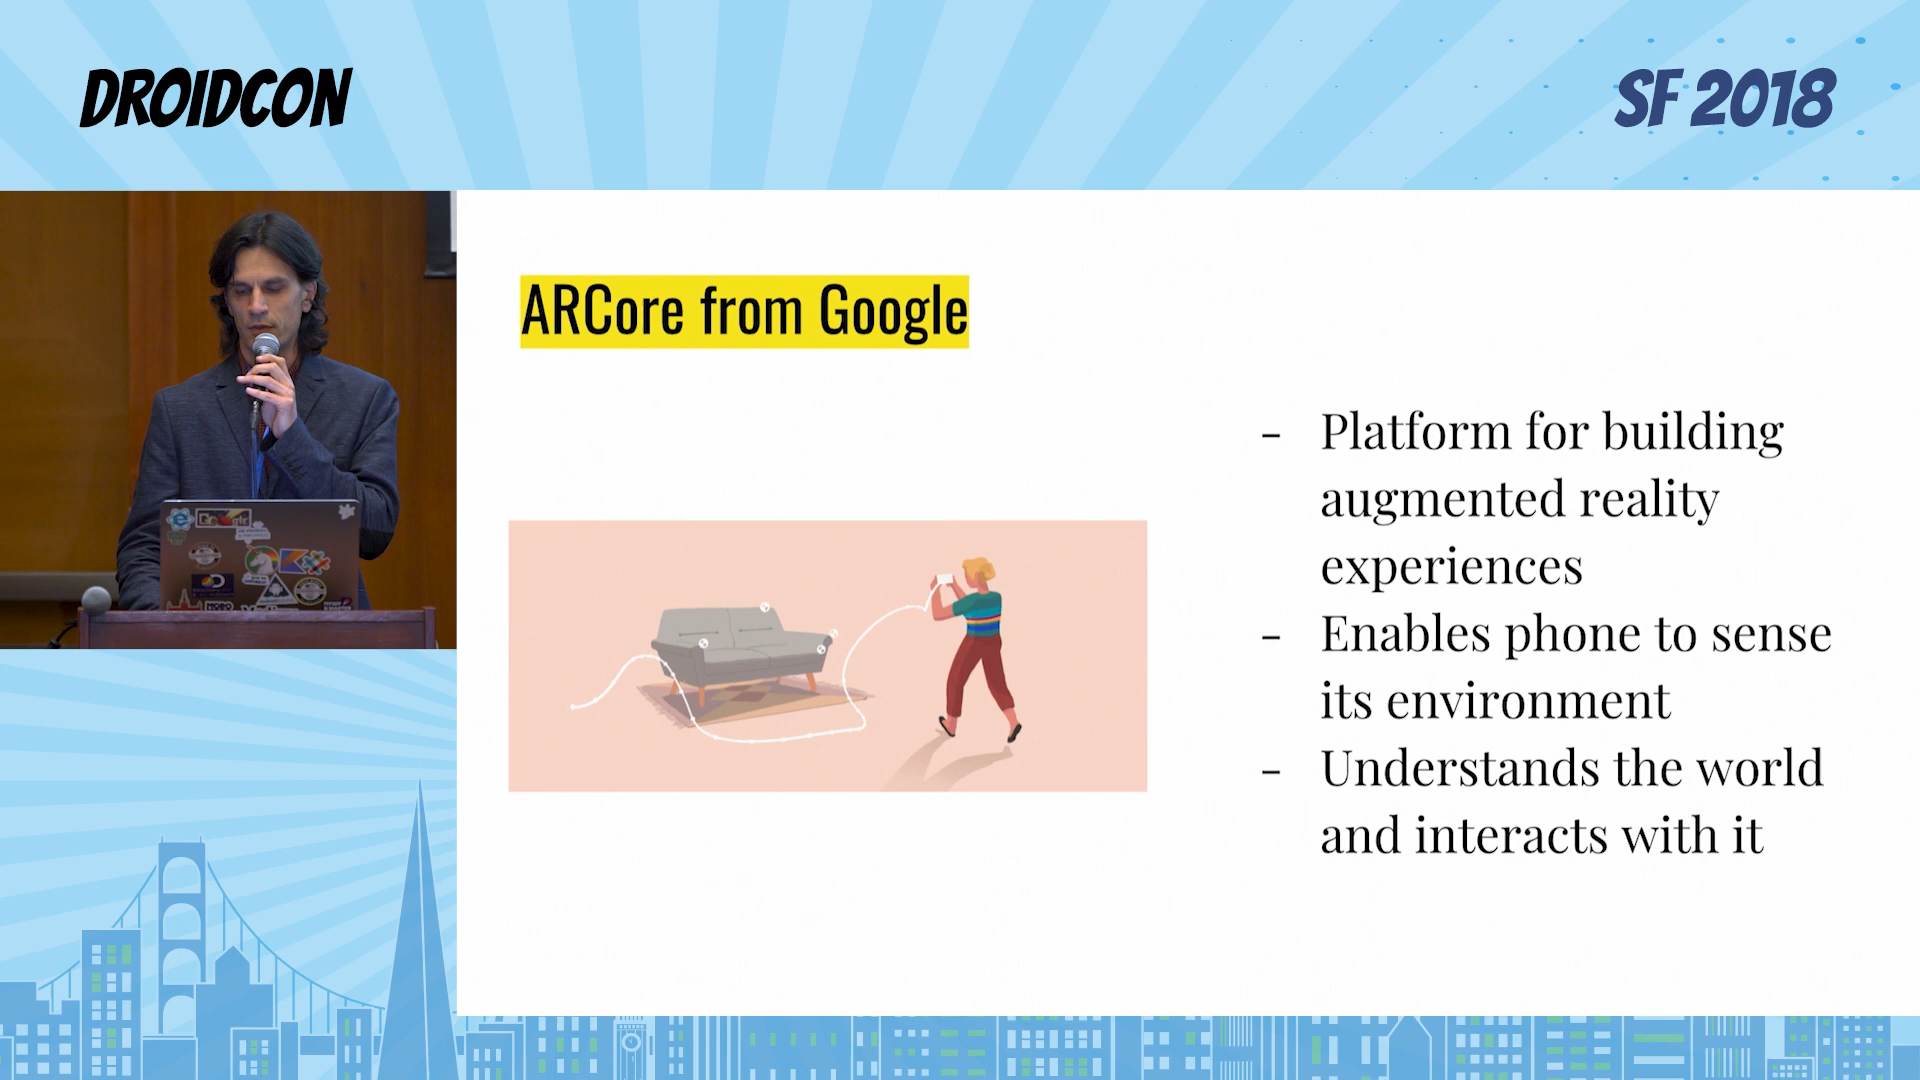 DROIDCON
SF 2018
ARCore from Google
- Platform for building
augmented reality
experiences
- Enables phone to sense
its environment
- Understands the world
and interacts with it
Google